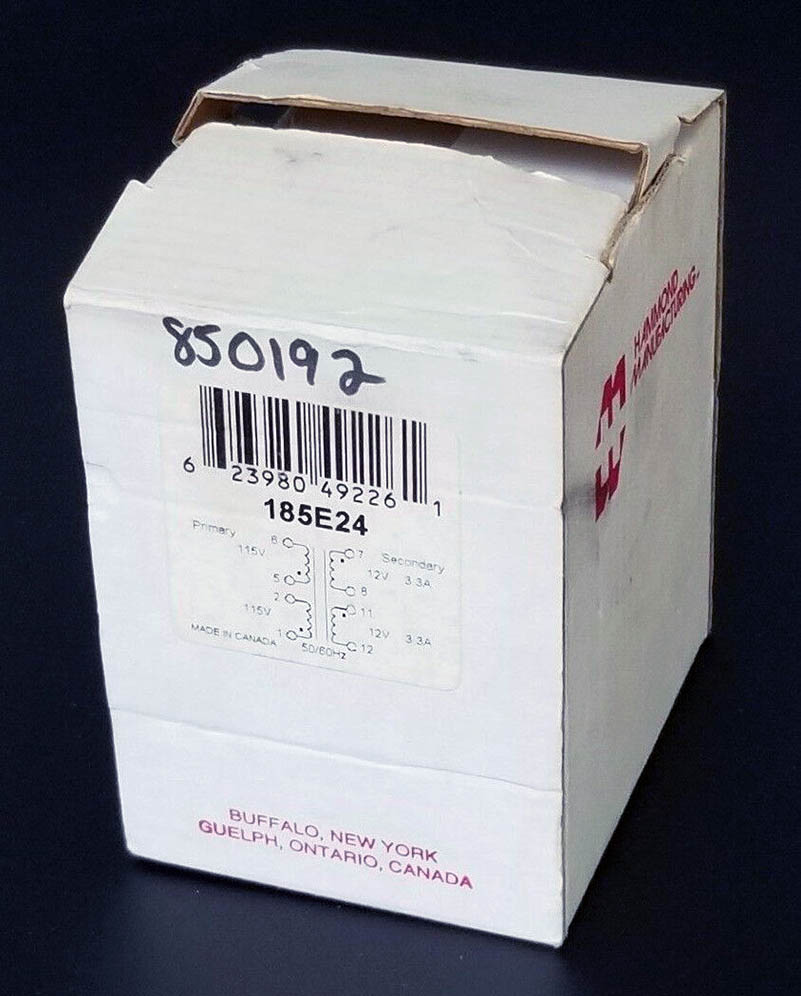 850192
6 23980 49226 1
185E24
Primary 6 7 Secondary
115V 12V 3.3A
5 8
2 11
115V 12V 3.3A
1 12
MADE IN CANADA 50/60Hz
BUFFALO, NEW YORK
GUELPH, ONTARIO, CANADA
HAMMOND
MANUFACTURING.